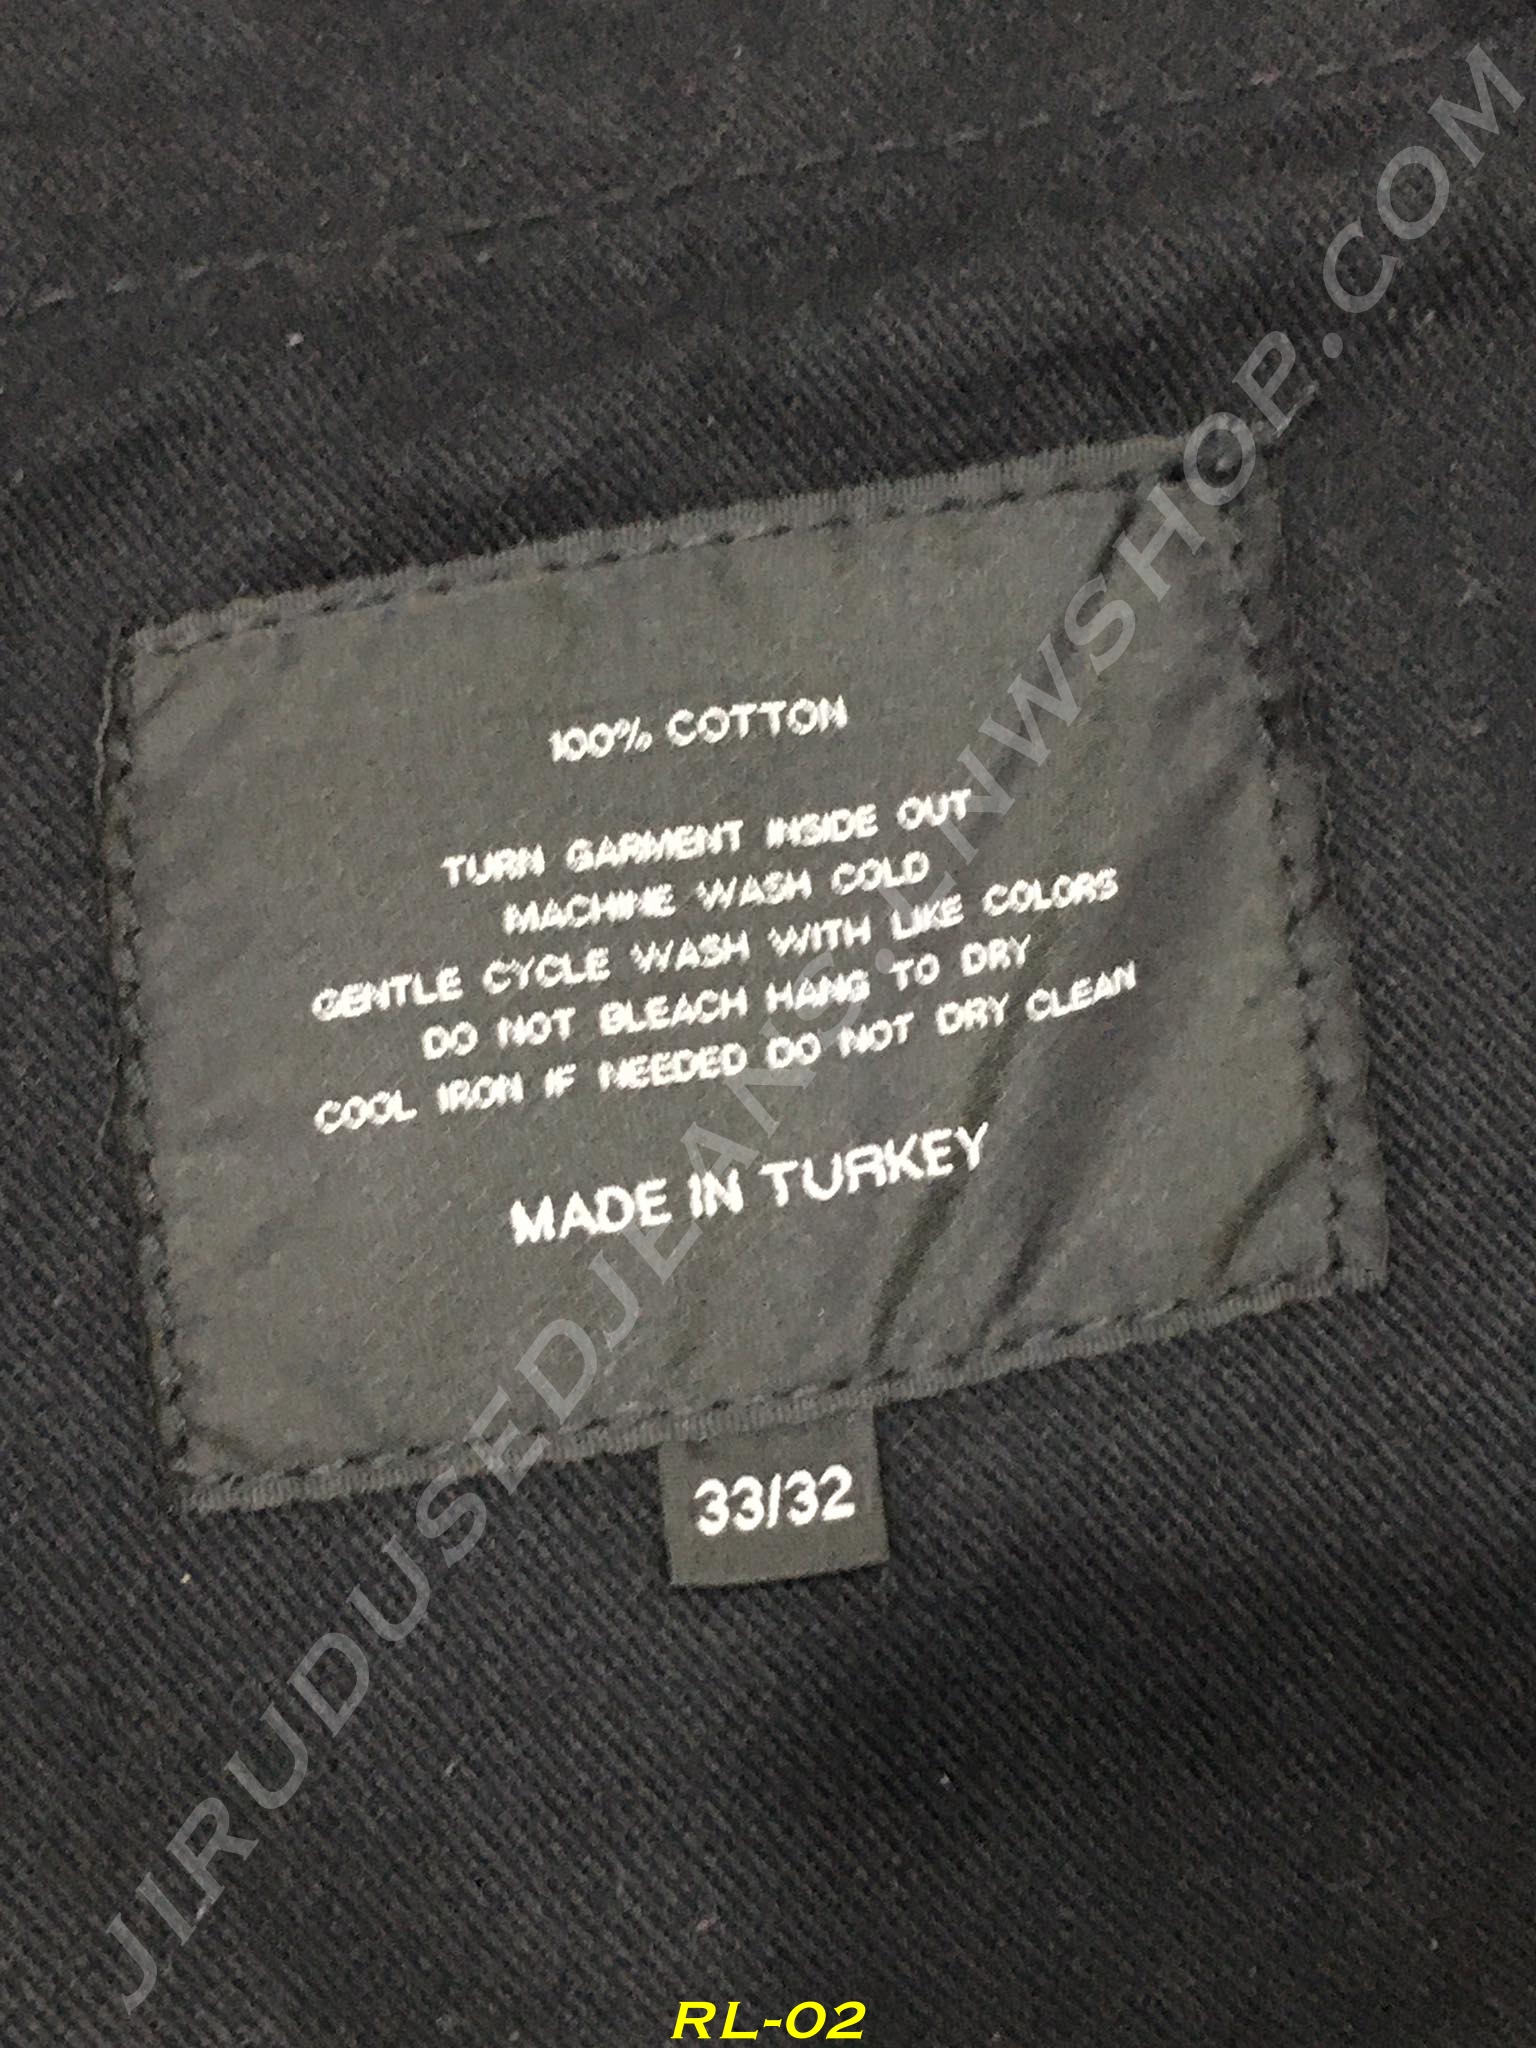 100% COTTON
TURN GARMENT INSIDE OUT
MACHINE WASH COLD
GENTLE CYCLE WASH WITH LIKE COLORS
DO NOT BLEACH HANG TO DRY
COOL IRON IF NEEDED DO NOT DRY CLEAN
MADE IN TURKEY
33/32
JIRUDUSEDJEANS.LNWSHOP.COM
RL-02